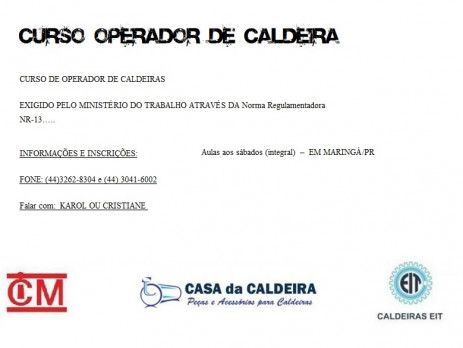 CURSO OPERADOR DE CALDEIRA
CURSO DE OPERADOR DE CALDEIRAS
EXIGIDO PELO MINISTÉRIO DO TRABALHO ATRAVÉS DA Norma Regulamentadora
NR-13.....
INFORMAÇÕES E INSCRIÇÕES: Aulas aos sábados (integral) – EM MARINGÁ/PR
FONE: (44)3262-8304 e (44) 3041-6002
Falar com: KAROL OU CRISTIANE
CM
CASA da CALDEIRA
Peças e Acessórios para Caldeiras
EIT
CALDEIRAS EIT